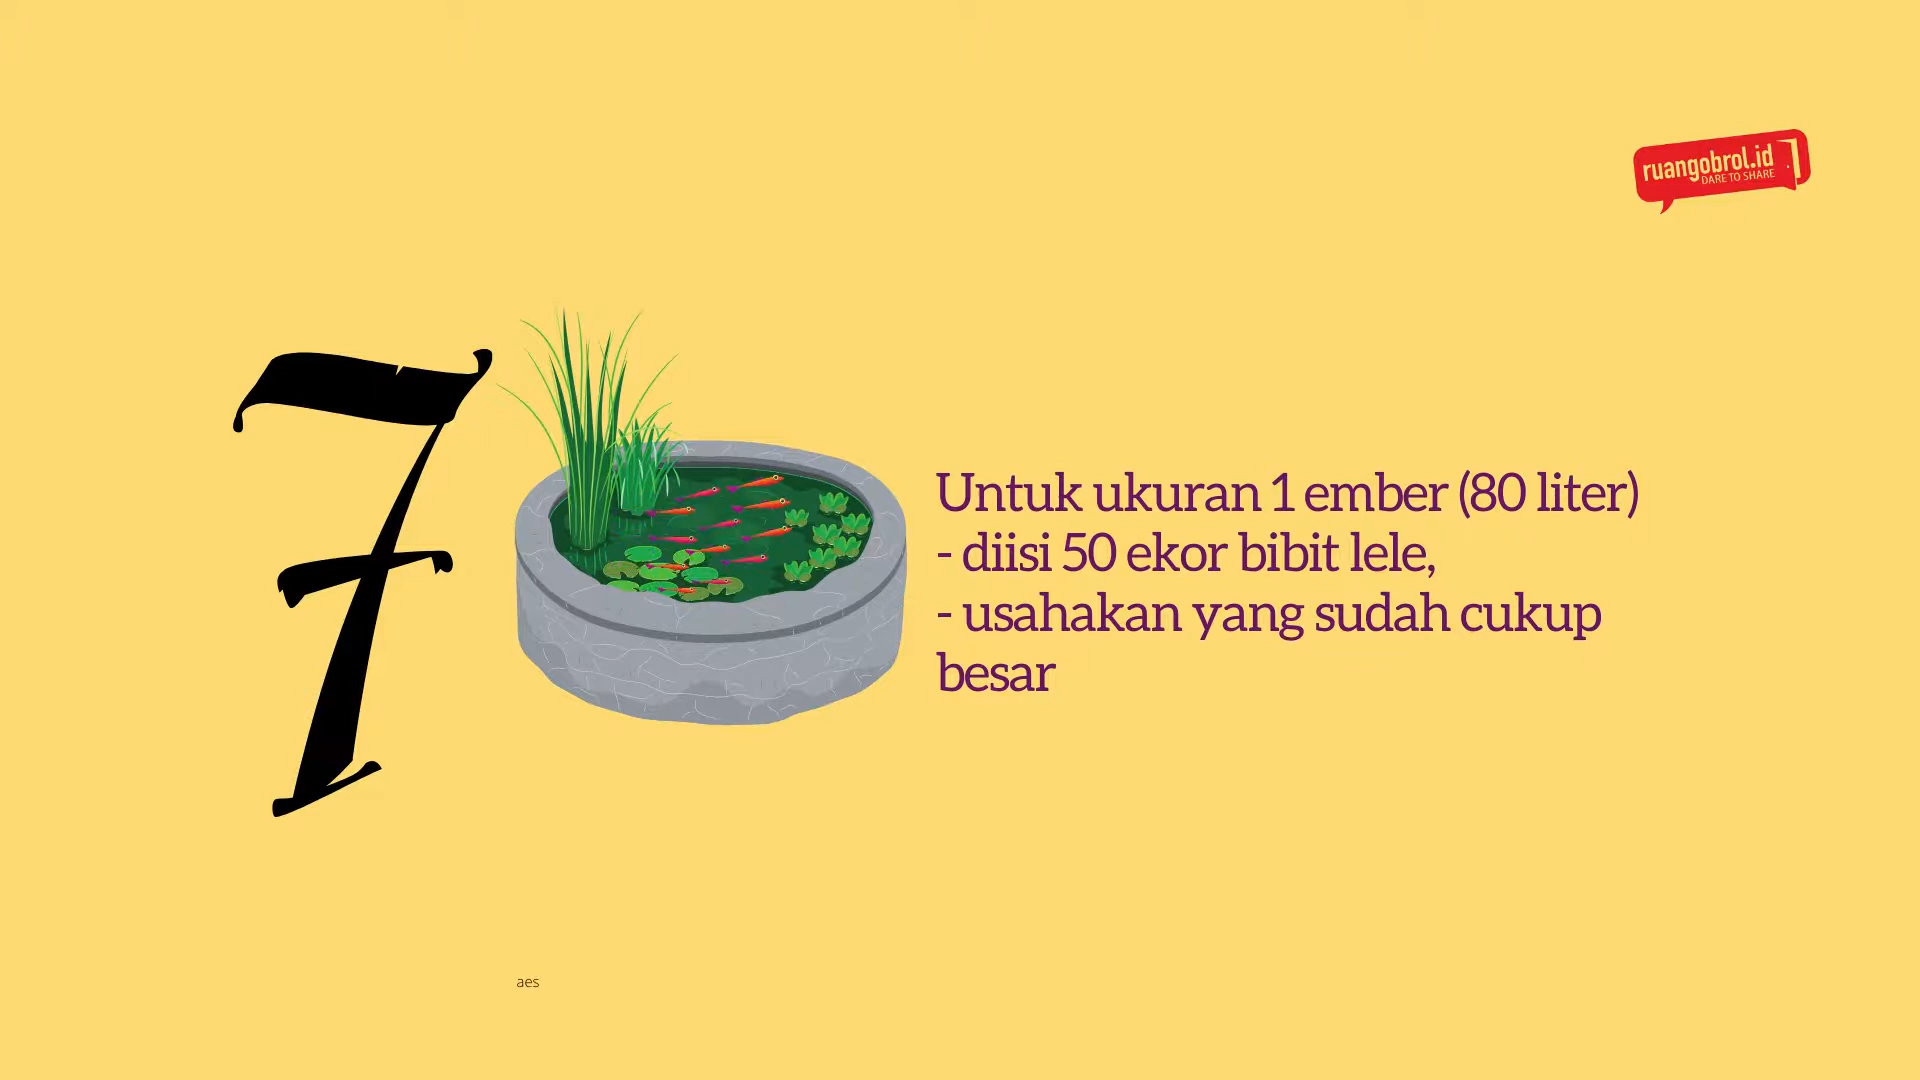 ruangobrol.id
DARE TO SHARE
7
Untuk ukuran 1 ember (80 liter)
- diisi 50 ekor bibit lele,
- usahakan yang sudah cukup
besar
aes